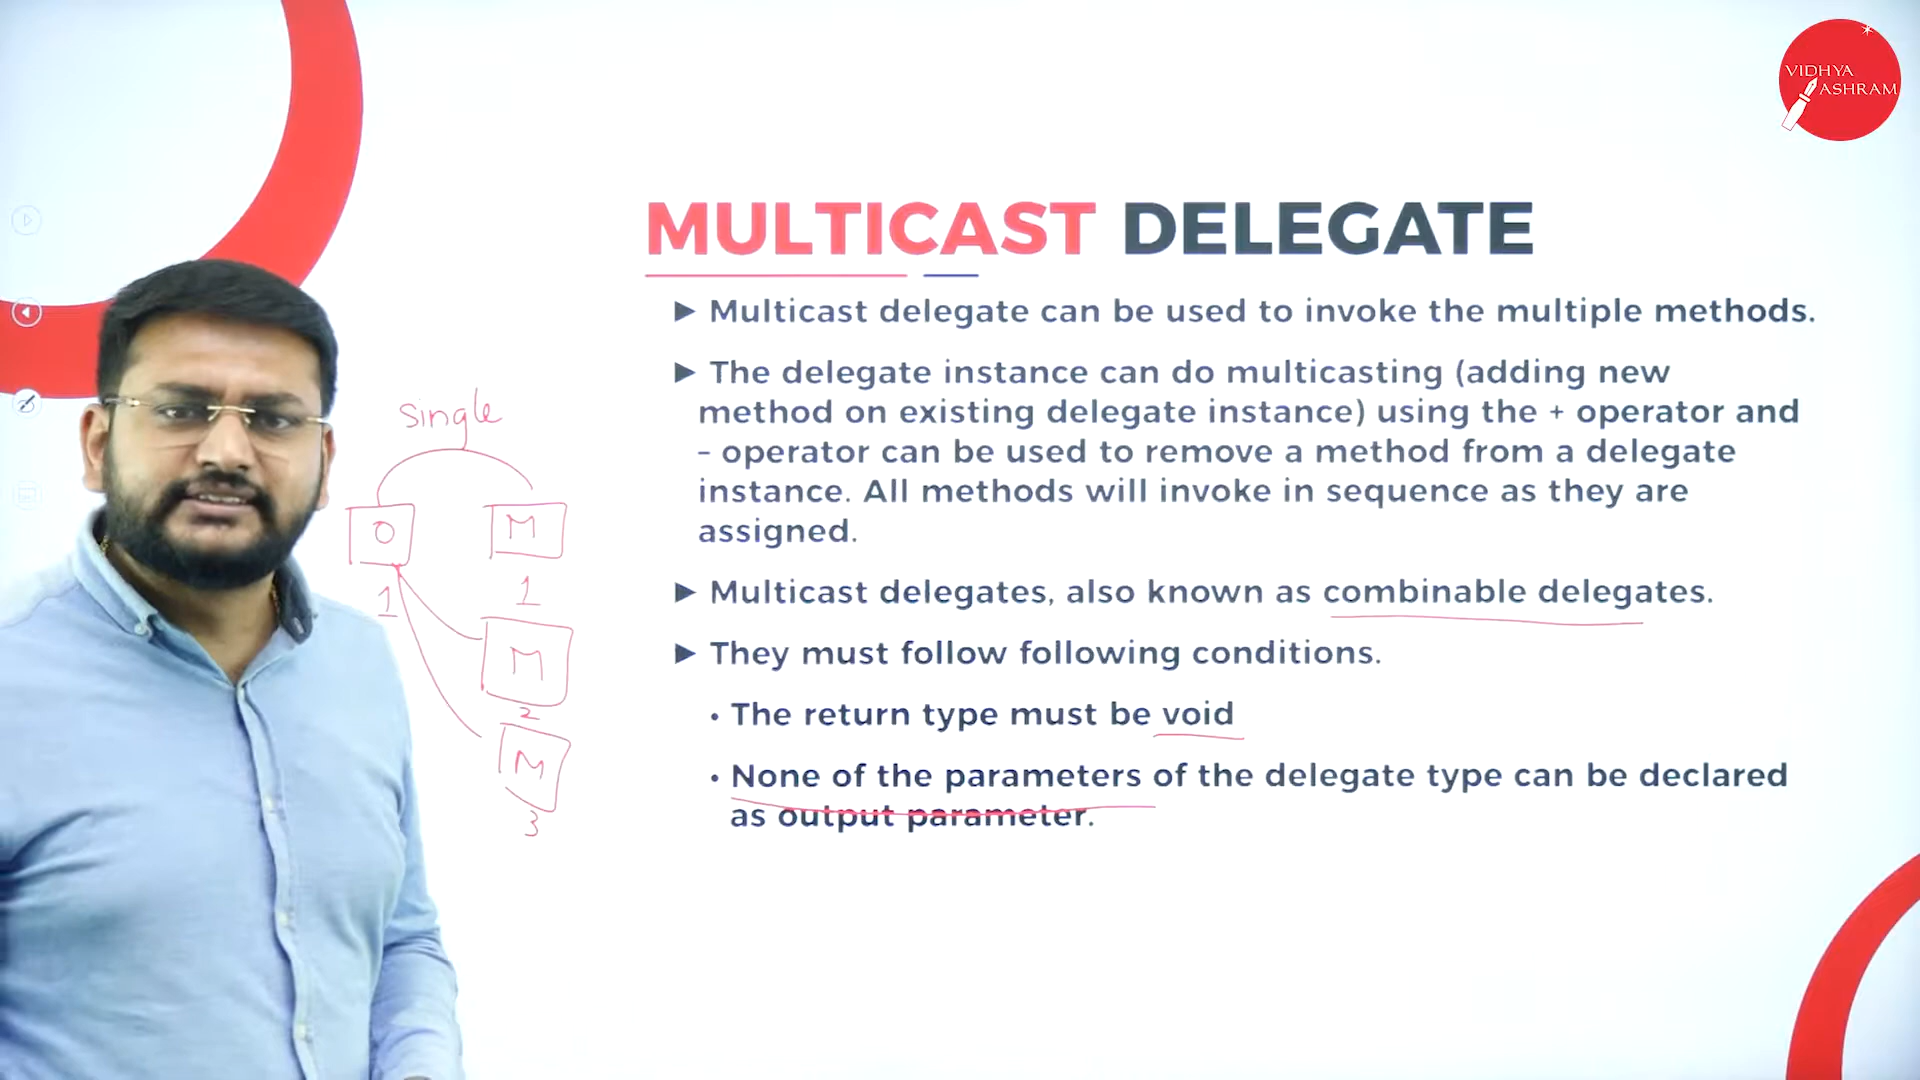 VIDHYA
ASHRAM
MULTICAST DELEGATE
► Multicast delegate can be used to invoke the multiple methods.
► The delegate instance can do multicasting (adding new
method on existing delegate instance) using the + operator and
– operator can be used to remove a method from a delegate
instance. All methods will invoke in sequence as they are
assigned.
► Multicast delegates, also known as combinable delegates.
► They must follow following conditions.
• The return type must be void
• None of the parameters of the delegate type can be declared
as output parameter.
single
O M
1 1
M
2
M
3